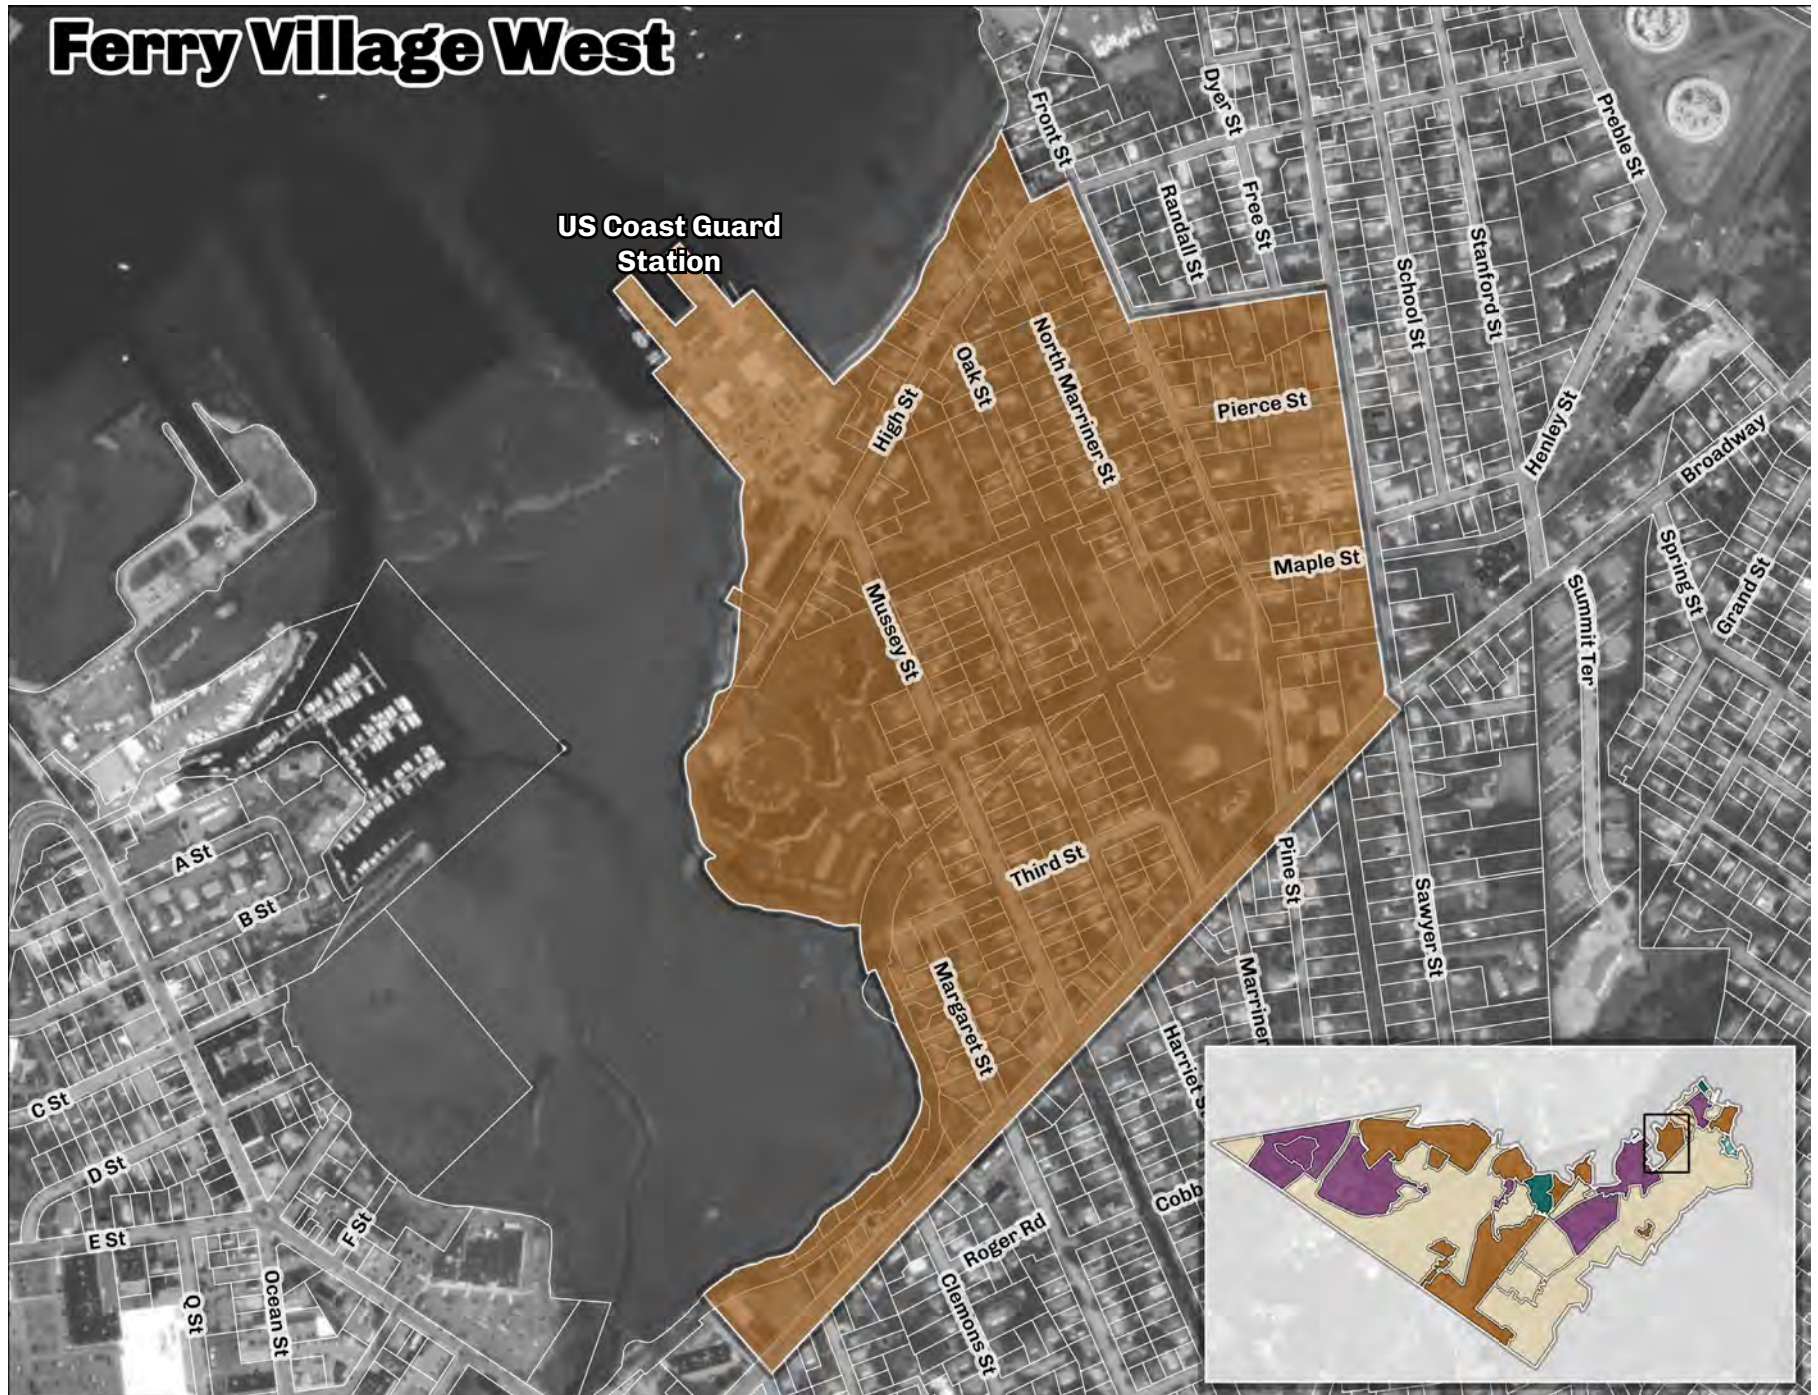 Ferry Village West
Front St
Dyer St
Preble St
Randall St
Free St
US Coast Guard
Station
School St
Stanford St
Oak St
North Marriner St
High St
Pierce St
Henley St
Broadway
Mussey St
Maple St
Spring St
Grand St
Summit Ter
A St
B St
Third St
Pine St
Sawyer St
Margaret St
Marriner
Harriet S
C St
D St
E St
F St
Q St
Ocean St
Roger Rd
Cobb
Clemons St